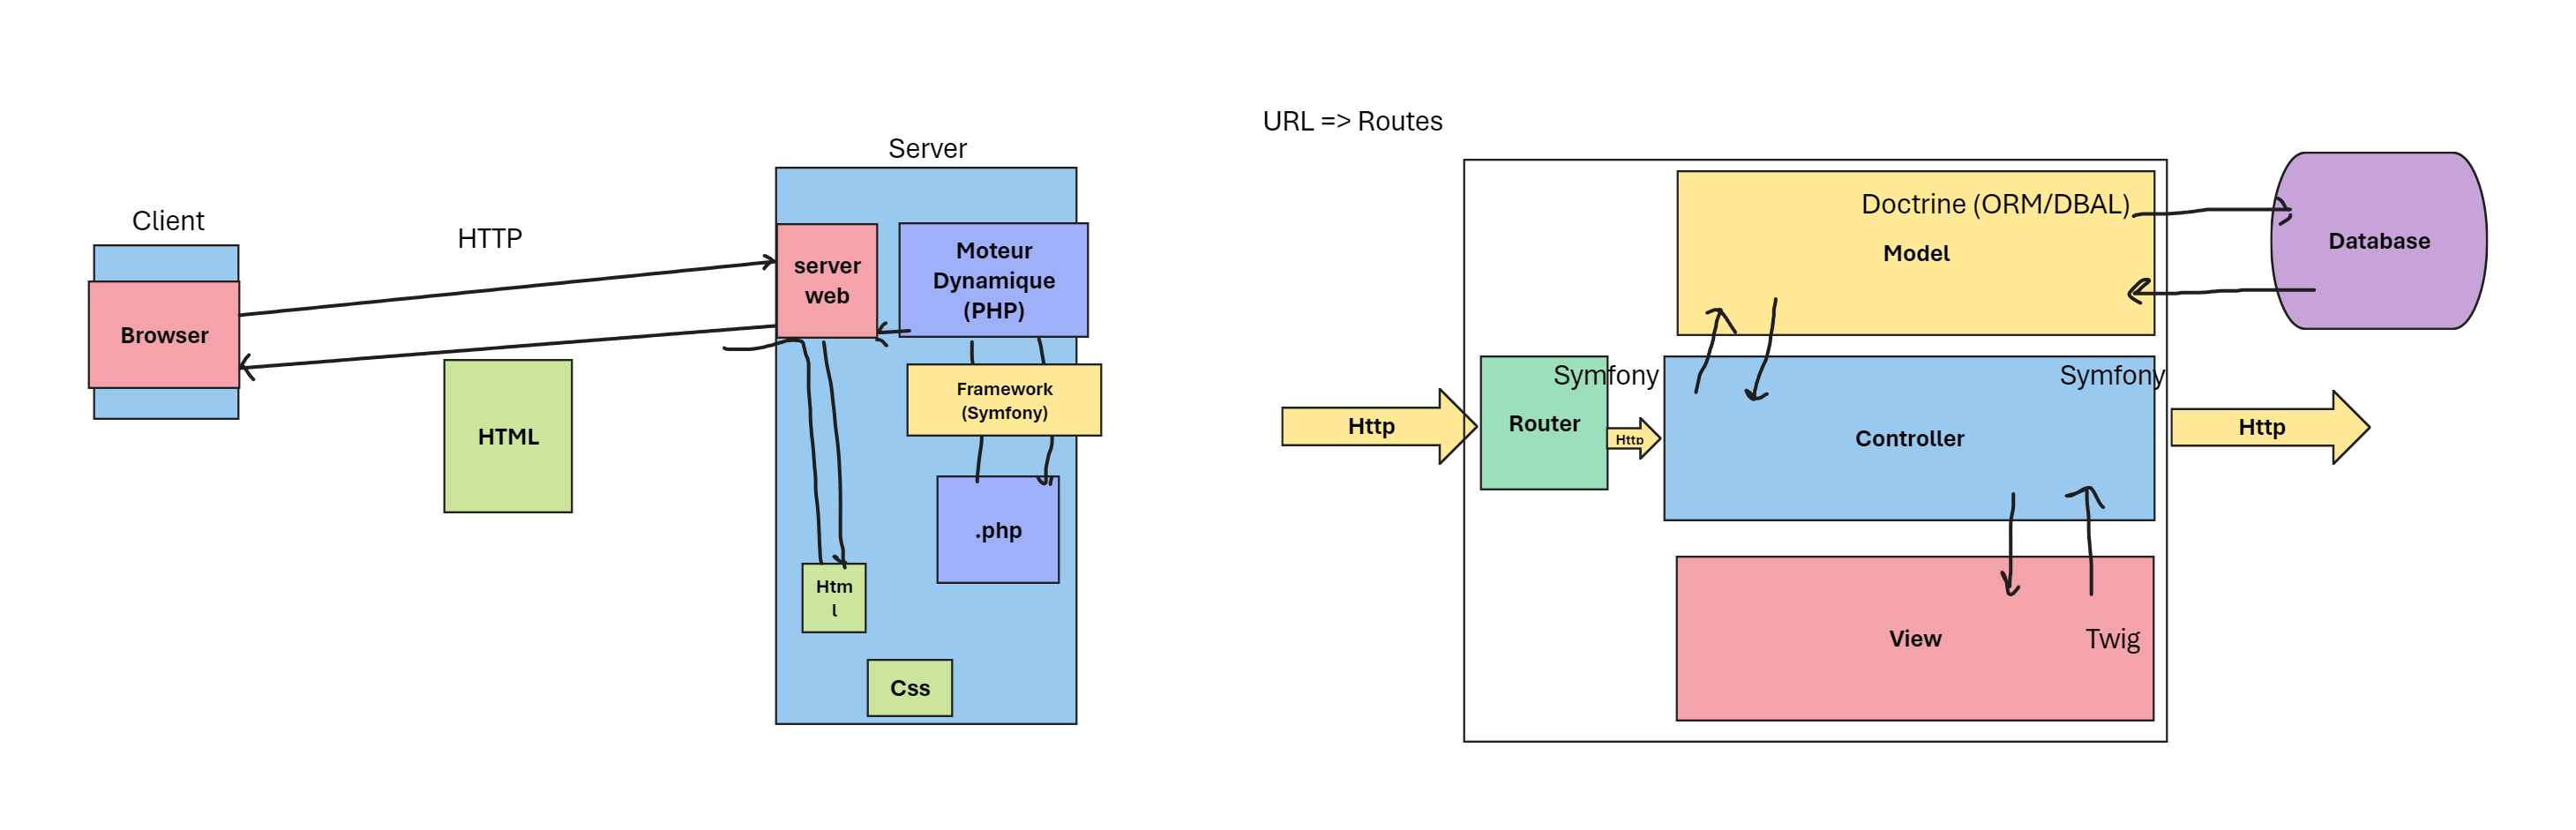 Client
Browser
HTTP
HTML
Server
server
web
Moteur
Dynamique
(PHP)
Framework
(Symfony)
.php
Htm
l
Css
URL => Routes
Doctrine (ORM/DBAL)
Model
Database
Http
Symfony
Router
Http
Symfony
Controller
Http
View
Twig